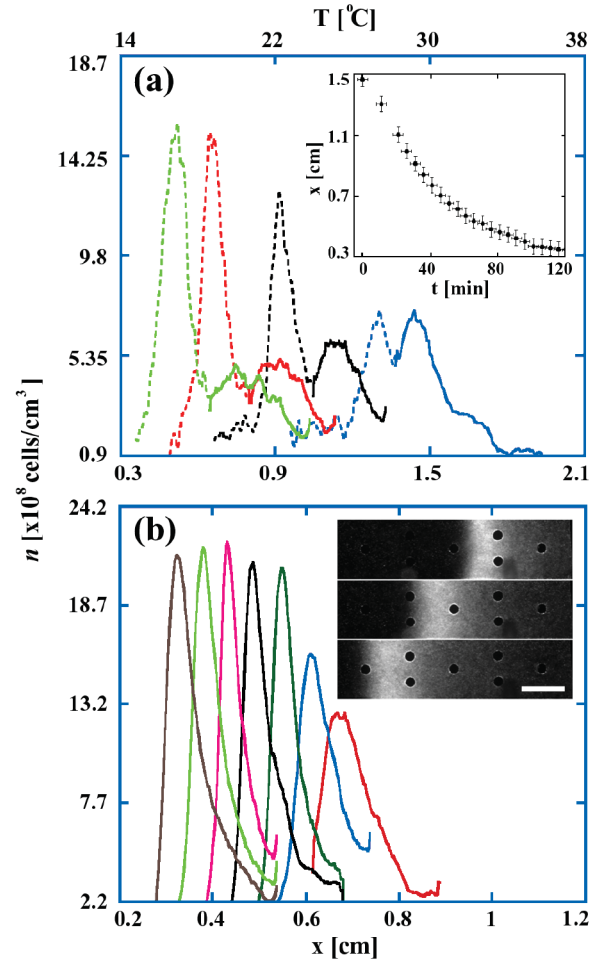 T [°C]
14 22 30 38
18.7
14.25
9.8
5.35
0.9
(a)
1.5
1.1
0.7
0.3
x [cm]
0 40 80 120
t [min]
0.3 0.9 1.5 2.1
n [x10⁸ cells/cm³]
24.2
18.7
13.2
7.7
2.2
(b)
0.2 0.4 0.6 0.8 1 1.2
x [cm]